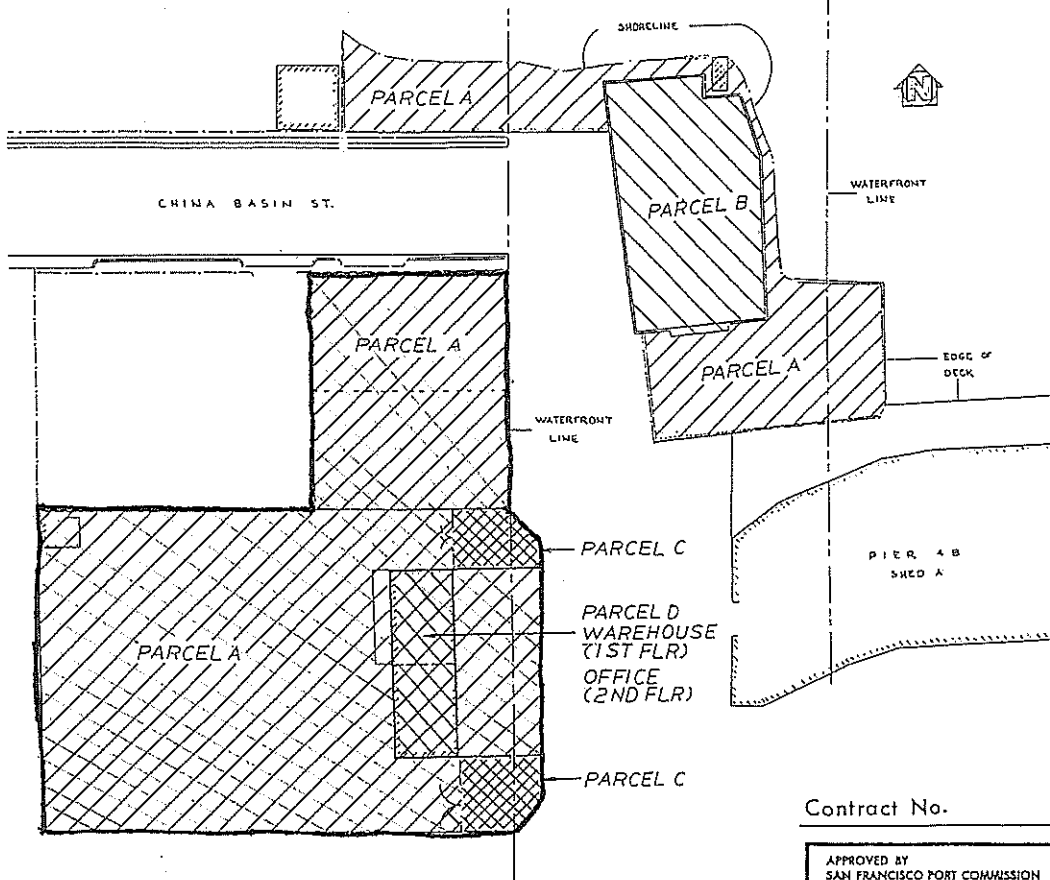 SHORELINE
PARCEL A
N
CHINA BASIN ST.
PARCEL B
WATERFRONT
LINE
PARCEL A
PARCEL A
EDGE OF
DECK
WATERFRONT
LINE
PARCEL C
PIER 48
SHED A
PARCEL D
WAREHOUSE
(1ST FLR)
OFFICE
(2ND FLR)
PARCEL A
PARCEL C
Contract No.
APPROVED BY
SAN FRANCISCO PORT COMMISSION